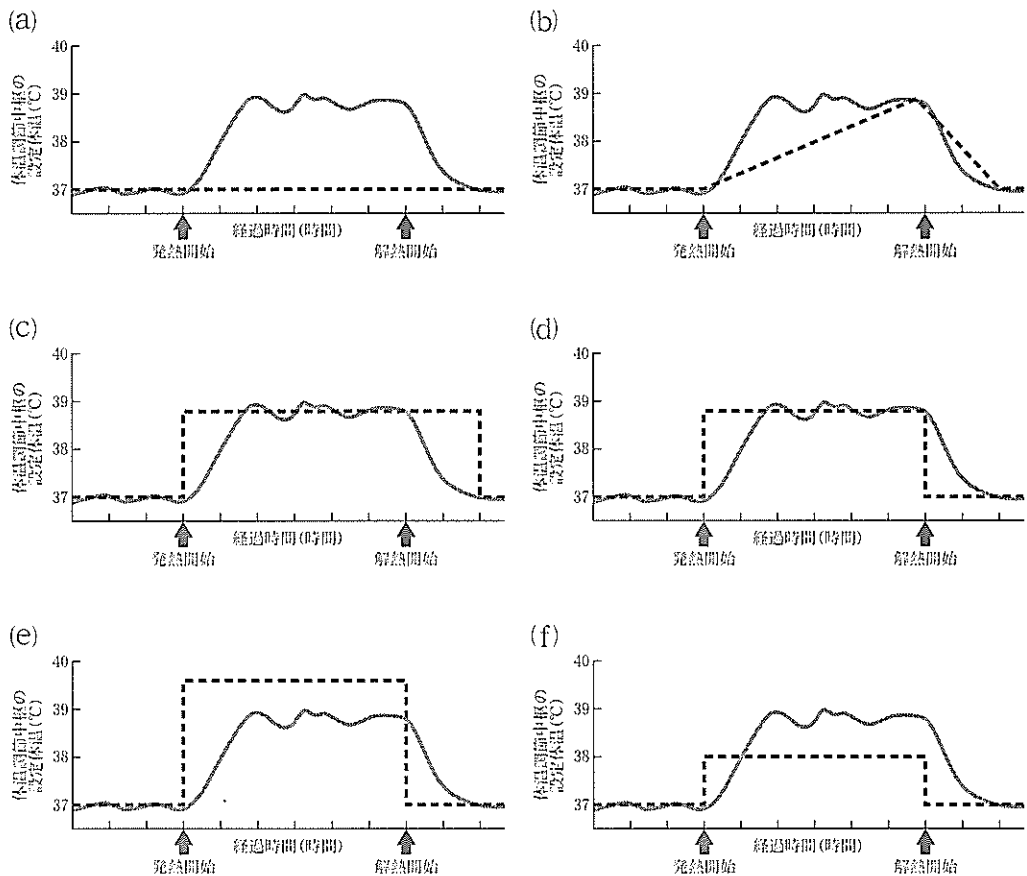 (a)
40
39
38
37
体温調節中枢の
設定体温(℃)
経過時間(時間)
発熱開始
解熱開始
(b)
40
39
38
37
体温調節中枢の
設定体温(℃)
経過時間(時間)
発熱開始
解熱開始
(c)
40
39
38
37
体温調節中枢の
設定体温(℃)
経過時間(時間)
発熱開始
解熱開始
(d)
40
39
38
37
体温調節中枢の
設定体温(℃)
経過時間(時間)
発熱開始
解熱開始
(e)
40
39
38
37
体温調節中枢の
設定体温(℃)
経過時間(時間)
発熱開始
解熱開始
(f)
40
39
38
37
体温調節中枢の
設定体温(℃)
経過時間(時間)
発熱開始
解熱開始